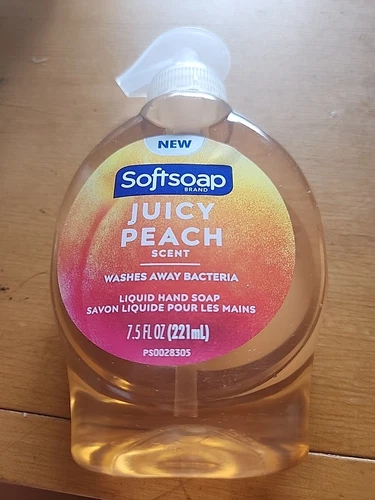 NEW
Softsoap
BRAND
JUICY
PEACH
SCENT
WASHES AWAY BACTERIA
LIQUID HAND SOAP
SAVON LIQUIDE POUR LES MAINS
7.5 FL OZ (221mL)
PS0028305